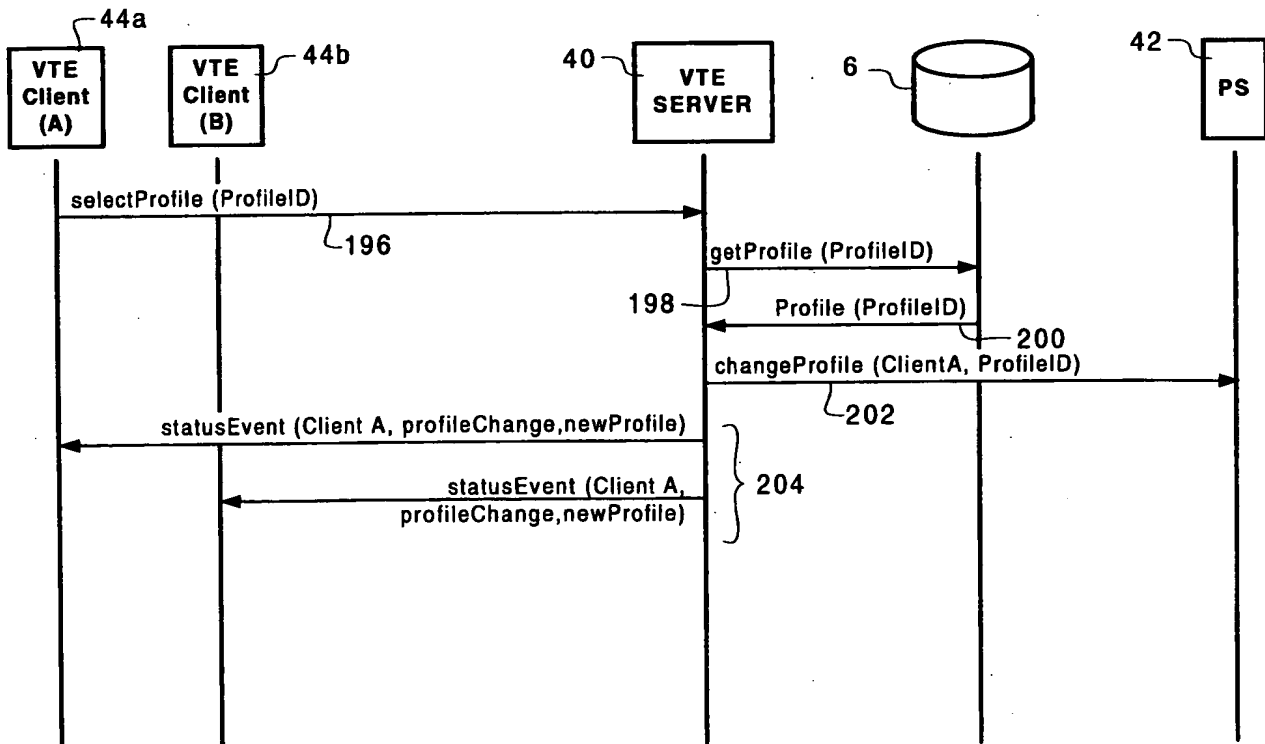 44a
44b
40
6
42
VTE
Client
(A)
VTE
Client
(B)
VTE
SERVER
PS
selectProfile (ProfileID)
196
getProfile (ProfileID)
198
Profile (ProfileID)
200
changeProfile (ClientA, ProfileID)
202
statusEvent (Client A, profileChange,newProfile)
statusEvent (Client A,
profileChange,newProfile)
204